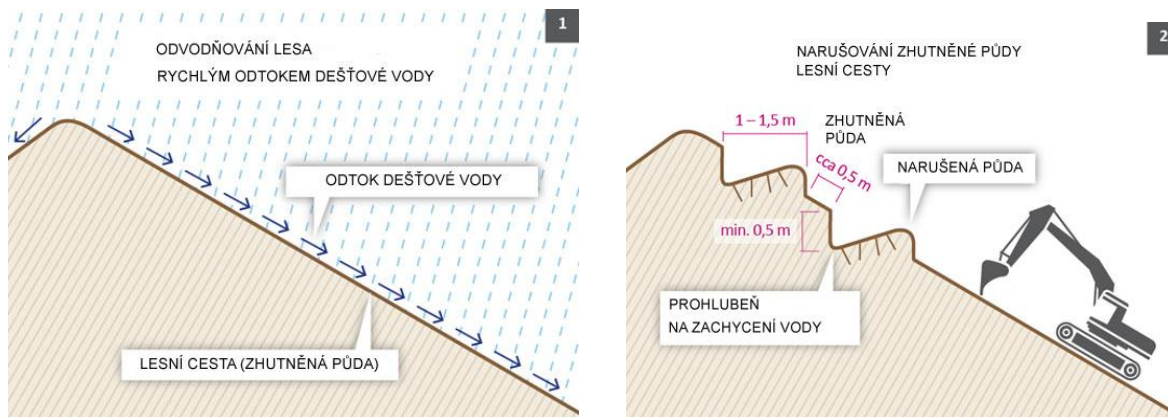 1
ODVODŇOVÁNÍ LESA
RYCHLÝM ODTOKEM DEŠŤOVÉ VODY
ODTOK DEŠŤOVÉ VODY
LESNÍ CESTA (ZHUTNĚNÁ PŮDA)
2
NARUŠOVÁNÍ ZHUTNĚNÉ PŮDY
LESNÍ CESTY
1 – 1,5 m
ZHUTNĚNÁ
PŮDA
cca 0,5 m
NARUŠENÁ PŮDA
min. 0,5 m
PROHLUBEŇ
NA ZACHYCENÍ VODY